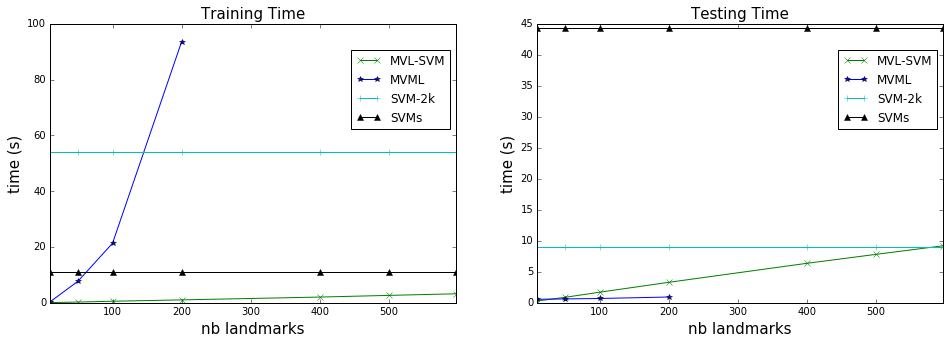 Training Time
100
80
60
40
20
0
time (s)
MVL-SVM
MVML
SVM-2k
SVMs
100
200
300
400
500
nb landmarks
Testing Time
45
40
35
30
25
20
15
10
5
0
time (s)
MVL-SVM
MVML
SVM-2k
SVMs
100
200
300
400
500
nb landmarks